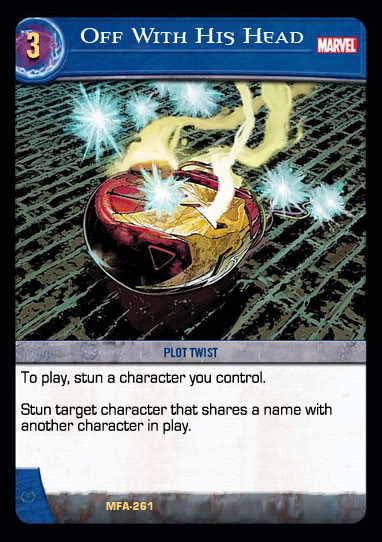 3
Off With His Head
MARVEL
PLOT TWIST
To play, stun a character you control.
Stun target character that shares a name with
another character in play.
MFA-261